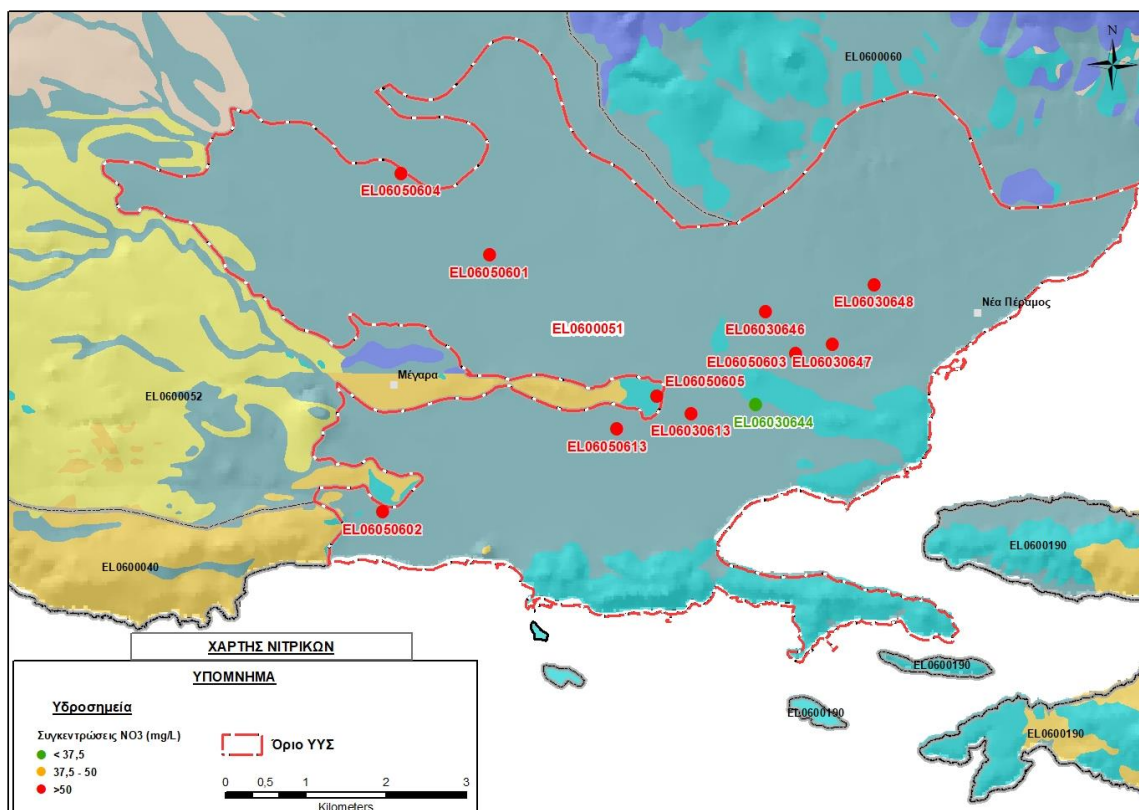 N
EL0600060
EL06050604
EL06050601
EL06030648
Νέα Πέραμος
EL06030646
EL0600051
EL06050603
EL06030647
Μέγαρα
EL06050605
EL0600052
EL06030613
EL06030644
EL06050613
EL06050602
EL0600190
EL0600040
ΧΑΡΤΗΣ ΝΙΤΡΙΚΩΝ
ΥΠΟΜΝΗΜΑ
EL0600190
Υδροσημεία
EL0600190
EL0600190
Συγκεντρώσεις NO3 (mg/L)
Όριο ΥΥΣ
< 37,5
37,5 - 50
>50
0 0,5 1 2 3
Kilometers